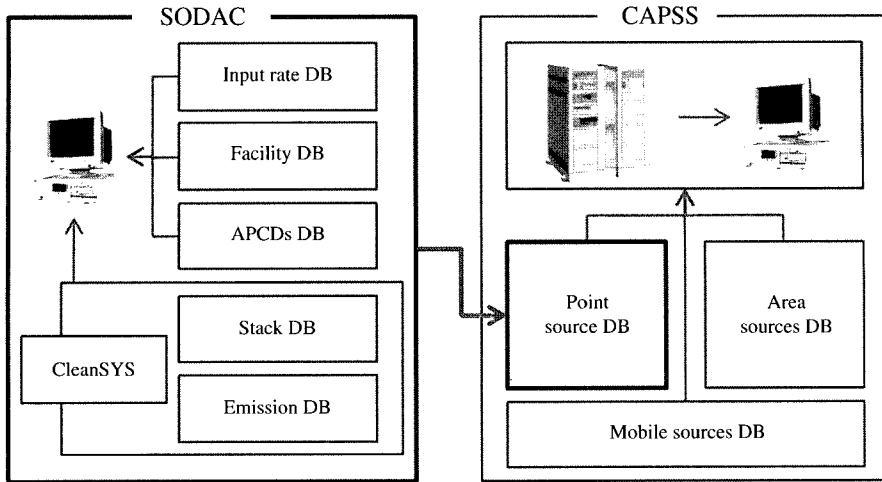 SODAC
Input rate DB
Facility DB
APCDs DB
Stack DB
CleanSYS
Emission DB
CAPSS
Point
source DB
Area
sources DB
Mobile sources DB